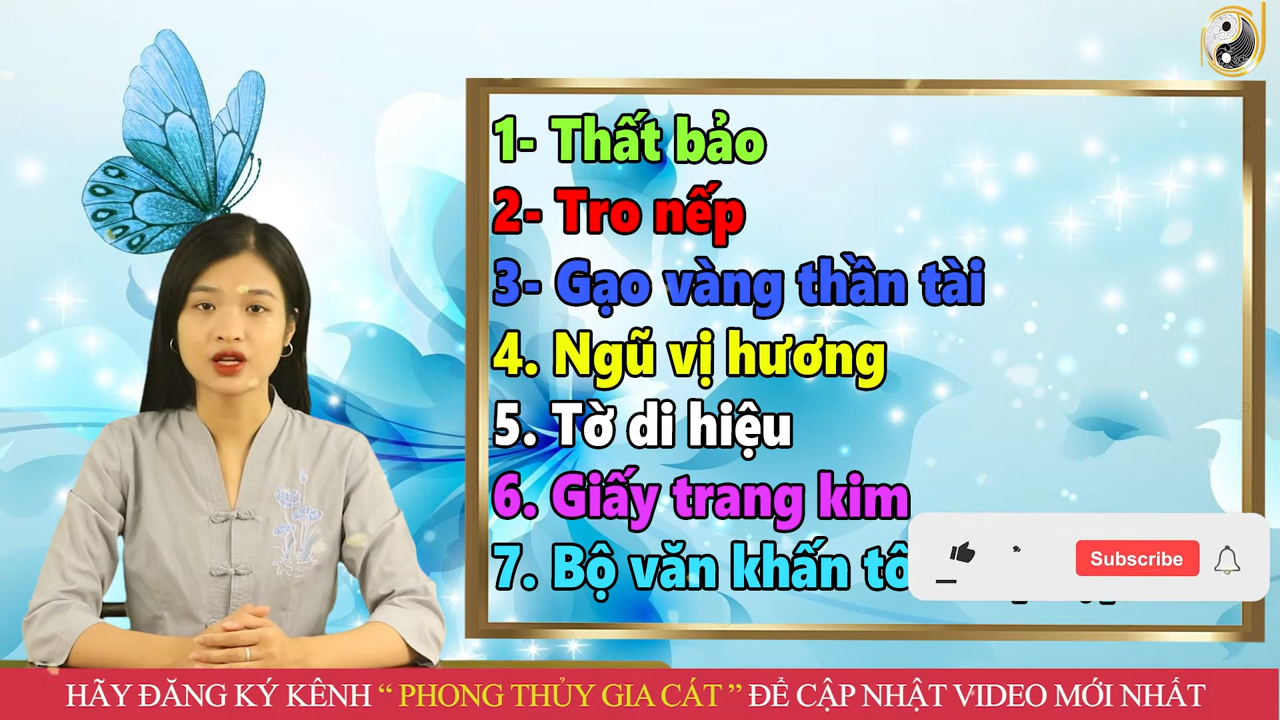 1- Thất bảo
2- Tro nếp
3- Gạo vàng thần tài
4. Ngũ vị hương
5. Tờ di hiệu
6. Giấy trang kim
7. Bộ văn khấn
Subscribe
HÃY ĐĂNG KÝ KÊNH “ PHONG THỦY GIA CÁT ” ĐỂ CẬP NHẬT VIDEO MỚI NHẤT